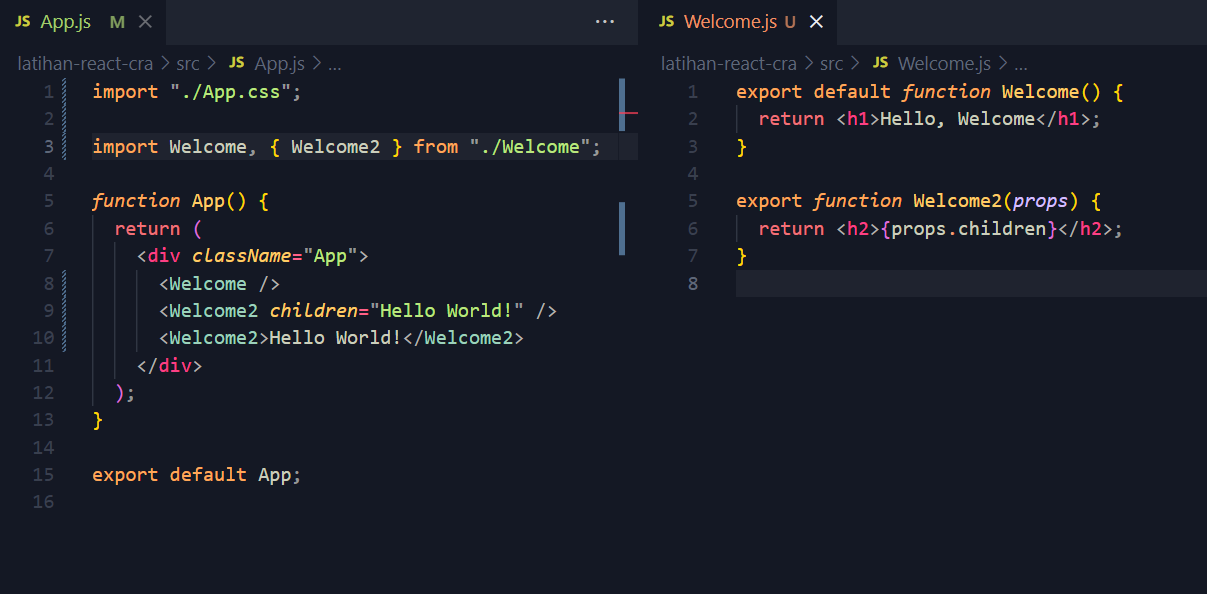 JS App.js M
latihan-react-cra > src > JS App.js > ...
1 import "./App.css";
2
3 import Welcome, { Welcome2 } from "./Welcome";
4
5 function App() {
6   return (
7     <div className="App">
8       <Welcome />
9       <Welcome2 children="Hello World!" />
10       <Welcome2>Hello World!</Welcome2>
11     </div>
12   );
13 }
14
15 export default App;
16
JS Welcome.js U
latihan-react-cra > src > JS Welcome.js > ...
1 export default function Welcome() {
2   return <h1>Hello, Welcome</h1>;
3 }
4
5 export function Welcome2(props) {
6   return <h2>{props.children}</h2>;
7 }
8